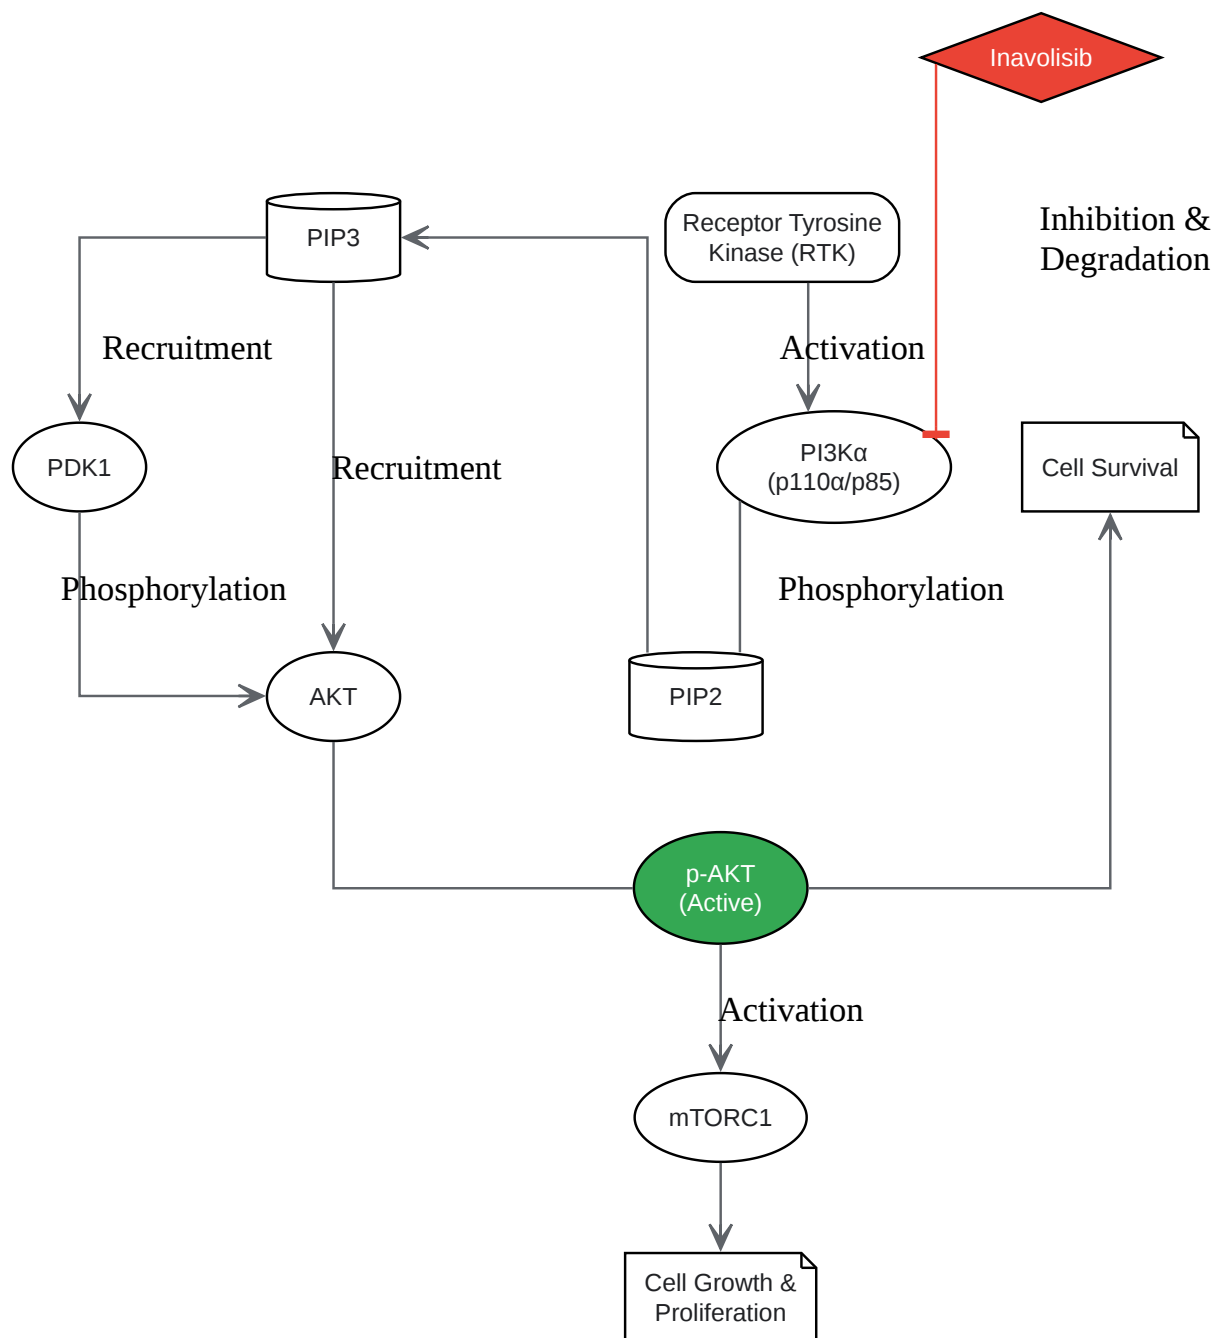 Inavolisib
PIP3
Receptor Tyrosine
Kinase (RTK)
Inhibition &
Degradation
Recruitment
Activation
PDK1
Recruitment
PI3Kα
(p110α/p85)
Cell Survival
Phosphorylation
Phosphorylation
AKT
PIP2
p-AKT
(Active)
Activation
mTORC1
Cell Growth &
Proliferation